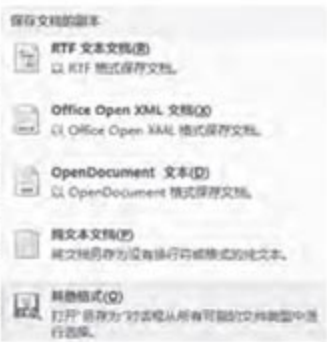 保存文档的副本
RTF 文本文档(R)
以 RTF 格式保存文档。
Office Open XML 文档(X)
以 Office Open XML 格式保存文档。
OpenDocument 文本(D)
以 OpenDocument 格式保存文档。
纯文本文档(P)
将文档另存为没有换行符或格式的纯文本。
其他格式(O)
打开“另存为”对话框从所有可能的文件类型中进
行选择。